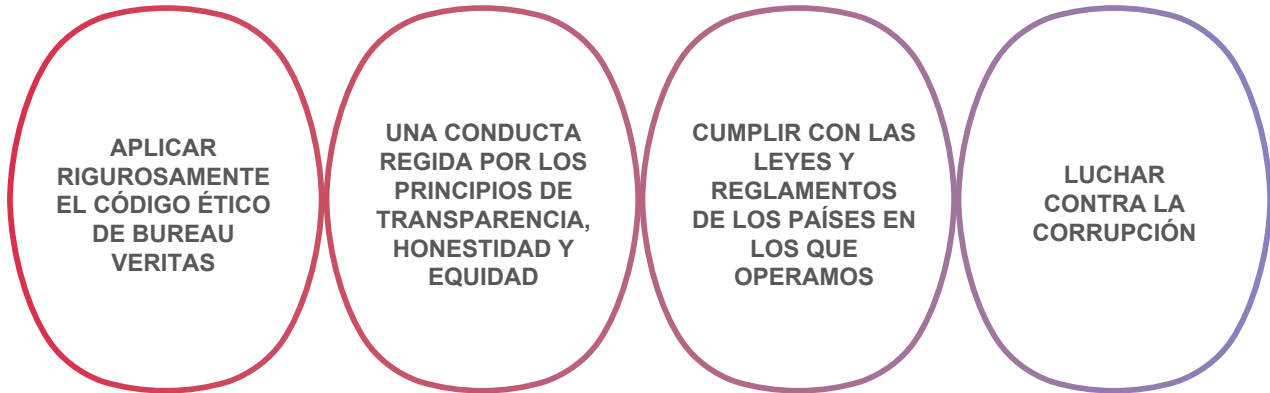 APLICAR
RIGUROSAMENTE
EL CÓDIGO ÉTICO
DE BUREAU
VERITAS
UNA CONDUCTA
REGIDA POR LOS
PRINCIPIOS DE
TRANSPARENCIA,
HONESTIDAD Y
EQUIDAD
CUMPLIR CON LAS
LEYES Y
REGLAMENTOS
DE LOS PAÍSES EN
LOS QUE
OPERAMOS
LUCHAR
CONTRA LA
CORRUPCIÓN